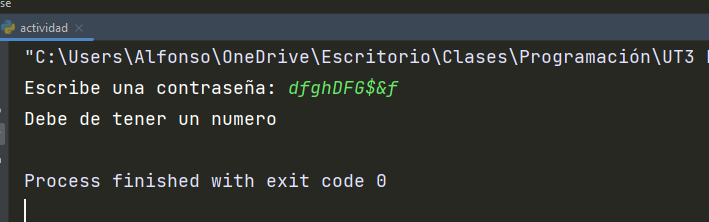 se
actividad
"C:\Users\Alfonso\OneDrive\Escritorio\Clases\Programación\UT3
Escribe una contraseña: dfghDFG$&f
Debe de tener un numero
Process finished with exit code 0